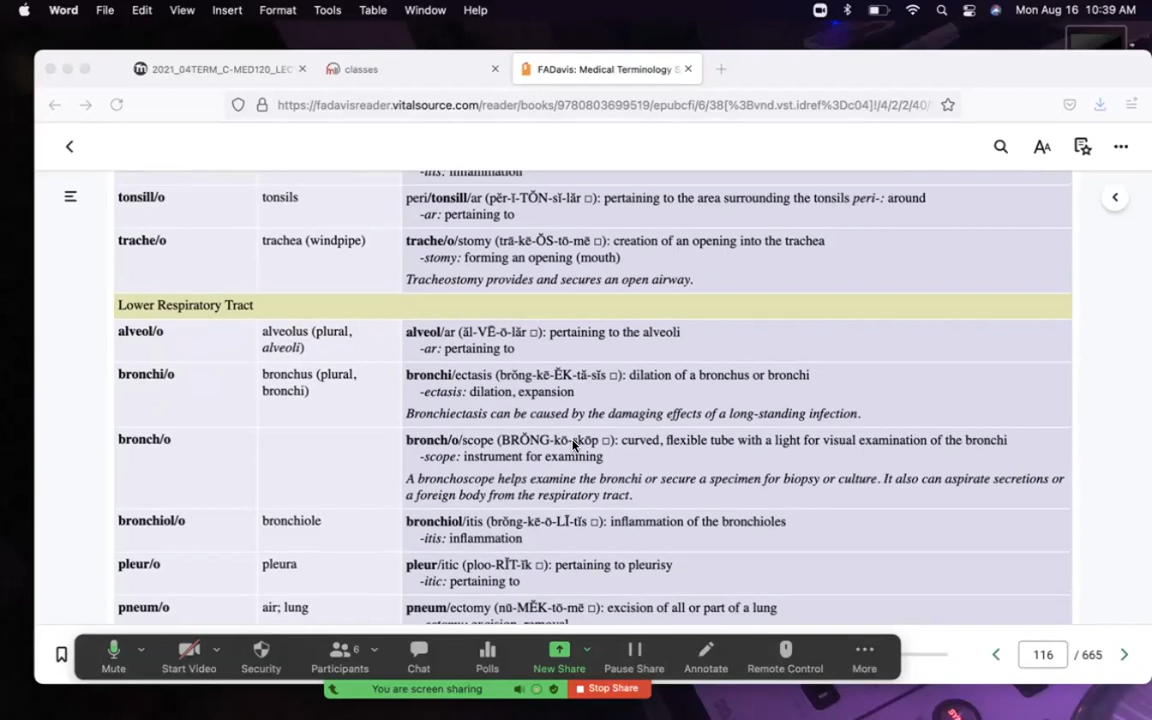 Word File Edit View Insert Format Tools Table Window Help Mon Aug 16 10:39 AM
2021_04TERM_C-MED120_LEC classes FADavis: Medical Terminology S
https://fadavisreader.vitalsource.com/reader/books/9780803699519/epubcfi/6/38[%3Bvnd.vst.idref%3Dc04]!/4/2/2/40/
-itis: inflammation
tonsill/o tonsils peri/tonsill/ar (pĕr-ĭ-TŎN-sĭ-lăr □): pertaining to the area surrounding the tonsils peri-: around
-ar: pertaining to
trache/o trachea (windpipe) trache/o/stomy (trā-kē-ŎS-tō-mē □): creation of an opening into the trachea
-stomy: forming an opening (mouth)
Tracheostomy provides and secures an open airway.
Lower Respiratory Tract
alveol/o alveolus (plural, alveol/ar (ăl-VĒ-ō-lăr □): pertaining to the alveoli
alveoli) -ar: pertaining to
bronchi/o bronchus (plural, bronchi/ectasis (brŏng-kē-ĔK-tă-sĭs □): dilation of a bronchus or bronchi
bronchi) -ectasis: dilation, expansion
Bronchiectasis can be caused by the damaging effects of a long-standing infection.
bronch/o bronch/o/scope (BRŎNG-kō-skōp □): curved, flexible tube with a light for visual examination of the bronchi
-scope: instrument for examining
A bronchoscope helps examine the bronchi or secure a specimen for biopsy or culture. It also can aspirate secretions or
a foreign body from the respiratory tract.
bronchiol/o bronchiole bronchiol/itis (brŏng-kē-ō-LĪ-tĭs □): inflammation of the bronchioles
-itis: inflammation
pleur/o pleura pleur/itic (ploo-RĬT-ĭk □): pertaining to pleurisy
-itic: pertaining to
pneum/o air; lung pneum/ectomy (nū-MĔK-tō-mē □): excision of all or part of a lung
-ectomy: excision, removal
Mute Start Video Security Participants 6 Chat Polls New Share Pause Share Annotate Remote Control More 116 / 665
You are screen sharing Stop Share